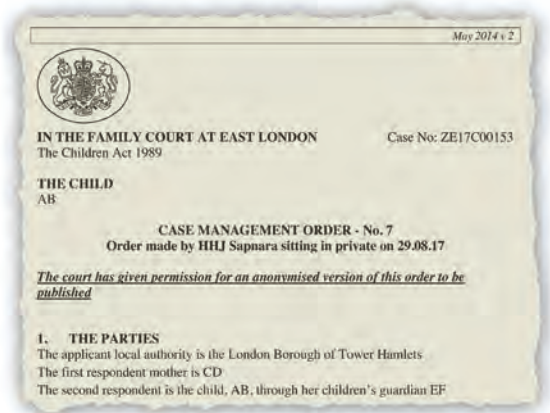 May 2014 v 2
IN THE FAMILY COURT AT EAST LONDON Case No: ZE17C00153
The Children Act 1989
THE CHILD
AB
CASE MANAGEMENT ORDER - No. 7
Order made by HHJ Sapnara sitting in private on 29.08.17
The court has given permission for an anonymised version of this order to be
published
1. THE PARTIES
The applicant local authority is the London Borough of Tower Hamlets
The first respondent mother is CD
The second respondent is the child, AB, through her children's guardian EF